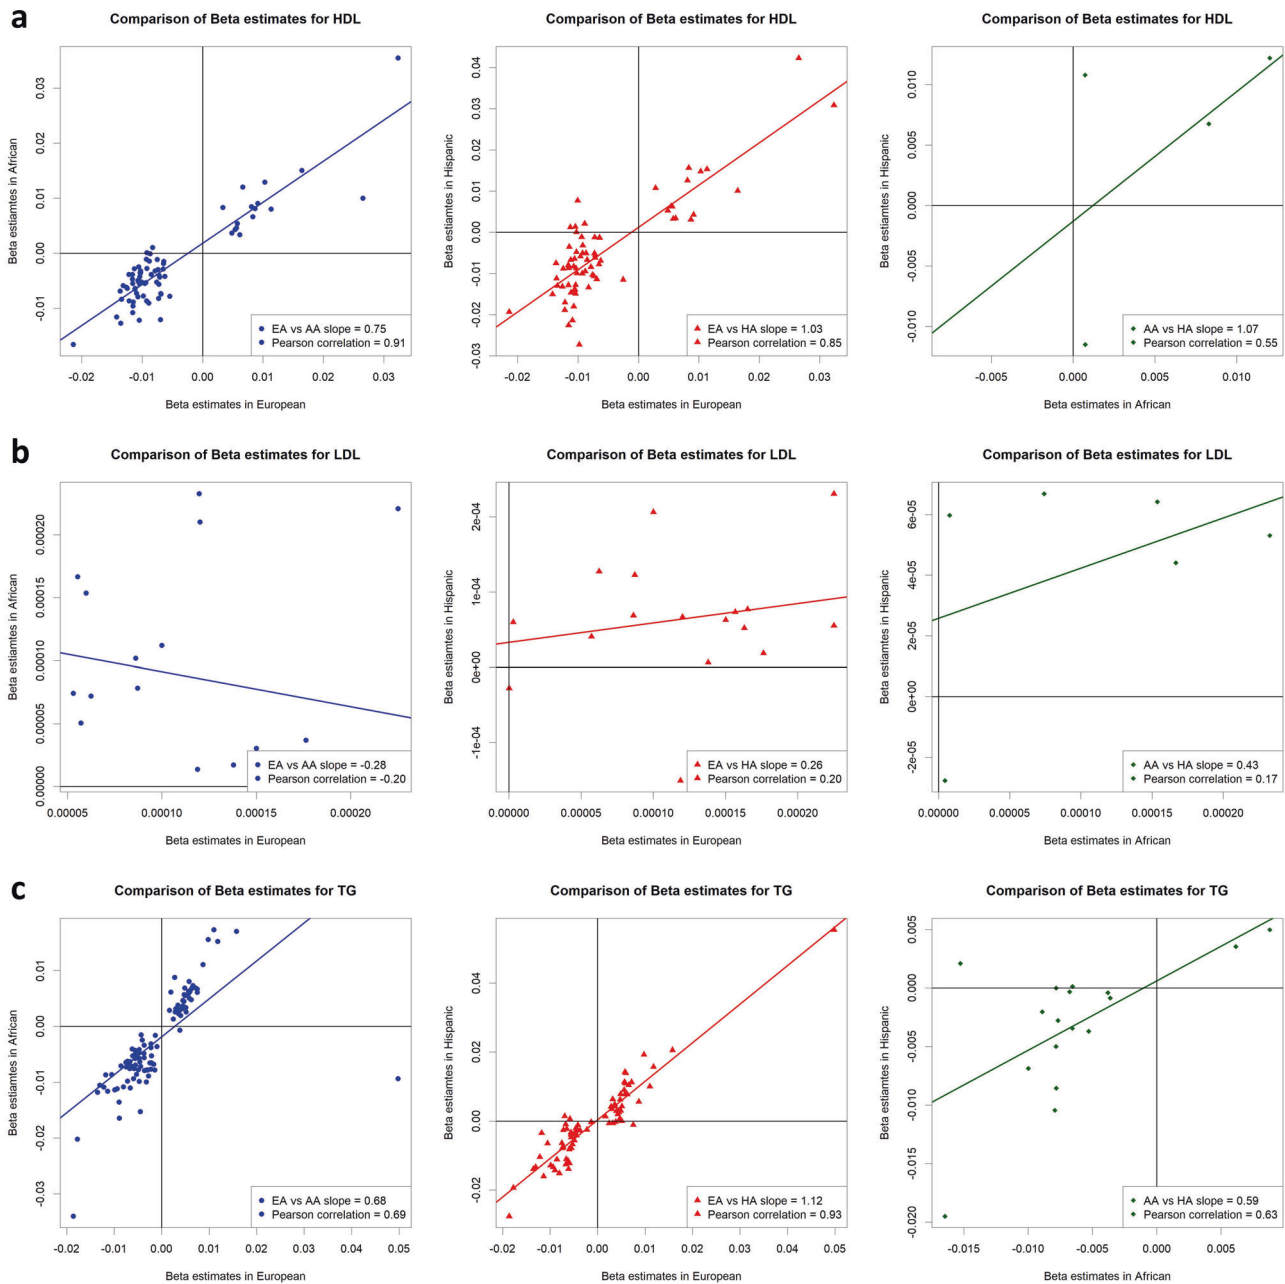 a
Comparison of Beta estimates for HDL
Beta estiamtes in African
0.03
0.02
0.01
0.00
-0.01
EA vs AA slope = 0.75
Pearson correlation = 0.91
-0.02 -0.01 0.00 0.01 0.02 0.03
Beta estimates in European
Comparison of Beta estimates for HDL
Beta estiamtes in Hispanic
0.04
0.03
0.02
0.01
0.00
-0.01
-0.02
-0.03
EA vs HA slope = 1.03
Pearson correlation = 0.85
-0.02 -0.01 0.00 0.01 0.02 0.03
Beta estimates in European
Comparison of Beta estimates for HDL
Beta estiamtes in Hispanic
0.010
0.005
0.000
-0.005
-0.010
AA vs HA slope = 1.07
Pearson correlation = 0.55
-0.005 0.000 0.005 0.010
Beta estimates in African
b
Comparison of Beta estimates for LDL
Beta estiamtes in African
0.00020
0.00015
0.00010
0.00005
0.00000
EA vs AA slope = -0.28
Pearson correlation = -0.20
0.00005 0.00010 0.00015 0.00020
Beta estimates in European
Comparison of Beta estimates for LDL
Beta estiamtes in Hispanic
2e-04
1e-04
0e+00
-1e-04
EA vs HA slope = 0.26
Pearson correlation = 0.20
0.00000 0.00005 0.00010 0.00015 0.00020
Beta estimates in European
Comparison of Beta estimates for LDL
Beta estiamtes in Hispanic
6e-05
4e-05
2e-05
0e+00
-2e-05
AA vs HA slope = 0.43
Pearson correlation = 0.17
0.00000 0.00005 0.00010 0.00015 0.00020
Beta estimates in African
c
Comparison of Beta estimates for TG
Beta estiamtes in African
0.01
0.00
-0.01
-0.02
-0.03
EA vs AA slope = 0.68
Pearson correlation = 0.69
-0.02 -0.01 0.00 0.01 0.02 0.03 0.04 0.05
Beta estimates in European
Comparison of Beta estimates for TG
Beta estiamtes in Hispanic
0.04
0.02
0.00
-0.02
EA vs HA slope = 1.12
Pearson correlation = 0.93
-0.02 -0.01 0.00 0.01 0.02 0.03 0.04 0.05
Beta estimates in European
Comparison of Beta estimates for TG
Beta estiamtes in Hispanic
0.005
0.000
-0.005
-0.010
-0.015
-0.020
AA vs HA slope = 0.59
Pearson correlation = 0.63
-0.015 -0.010 -0.005 0.000 0.005
Beta estimates in African